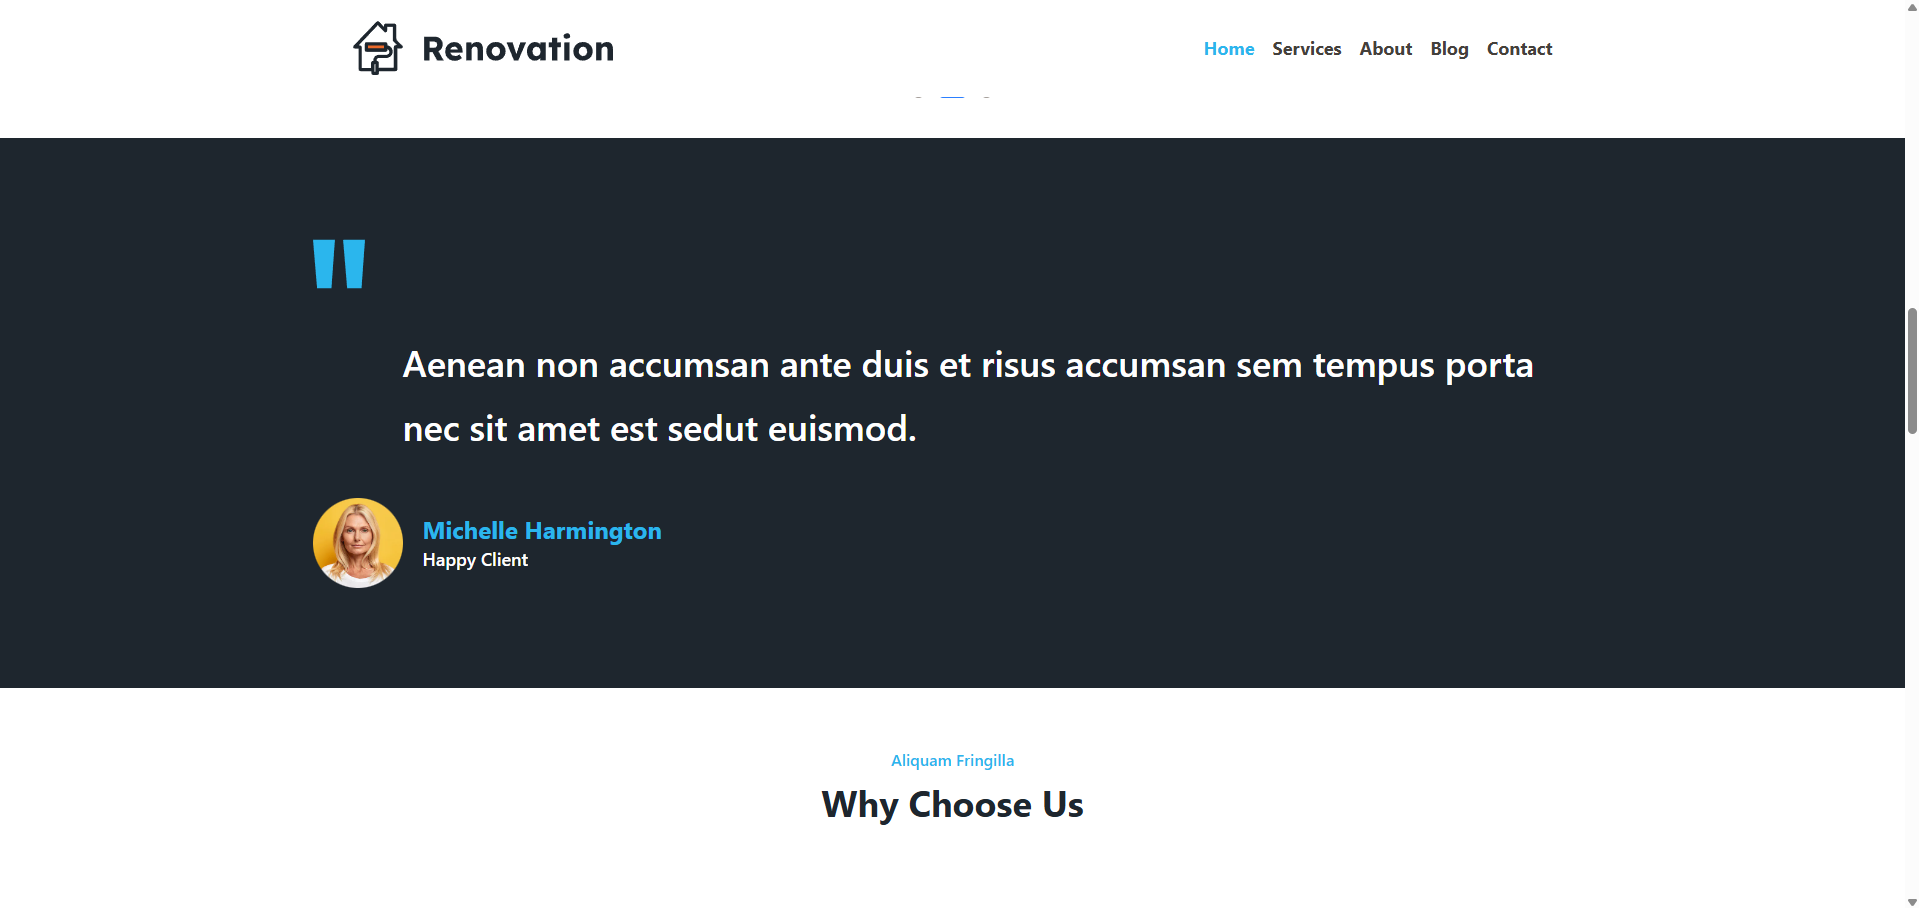 Renovation
Home Services About Blog Contact
"
Aenean non accumsan ante duis et risus accumsan sem tempus porta
nec sit amet est sedut euismod.
Michelle Harmington
Happy Client
Aliquam Fringilla
Why Choose Us